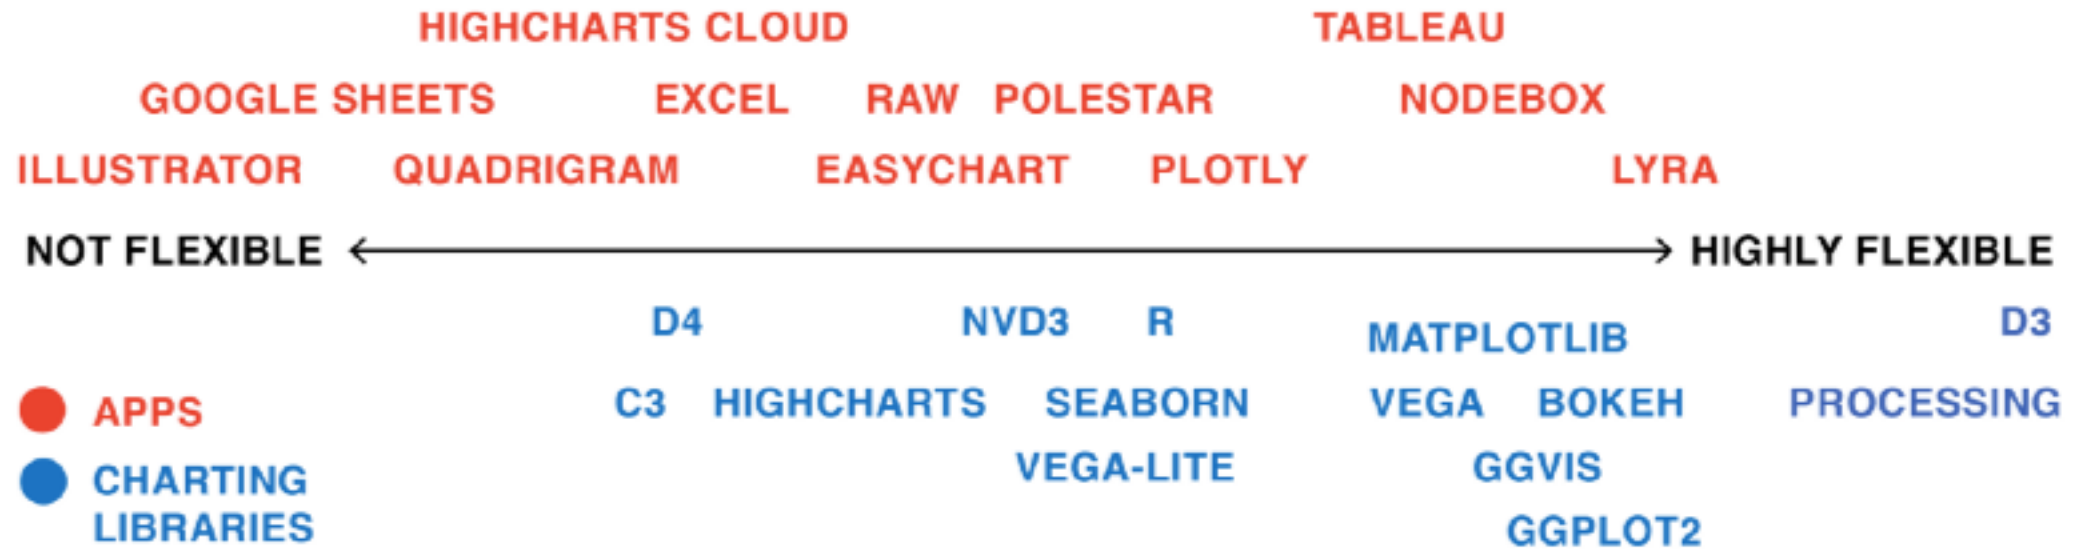 HIGHCHARTS CLOUD TABLEAU
GOOGLE SHEETS EXCEL RAW POLESTAR NODEBOX
ILLUSTRATOR QUADRIGRAM EASYCHART PLOTLY LYRA
NOT FLEXIBLE HIGHLY FLEXIBLE
D4 NVD3 R MATPLOTLIB D3
APPS C3 HIGHCHARTS SEABORN VEGA BOKEH PROCESSING
VEGA-LITE GGVIS
CHARTING
LIBRARIES GGPLOT2